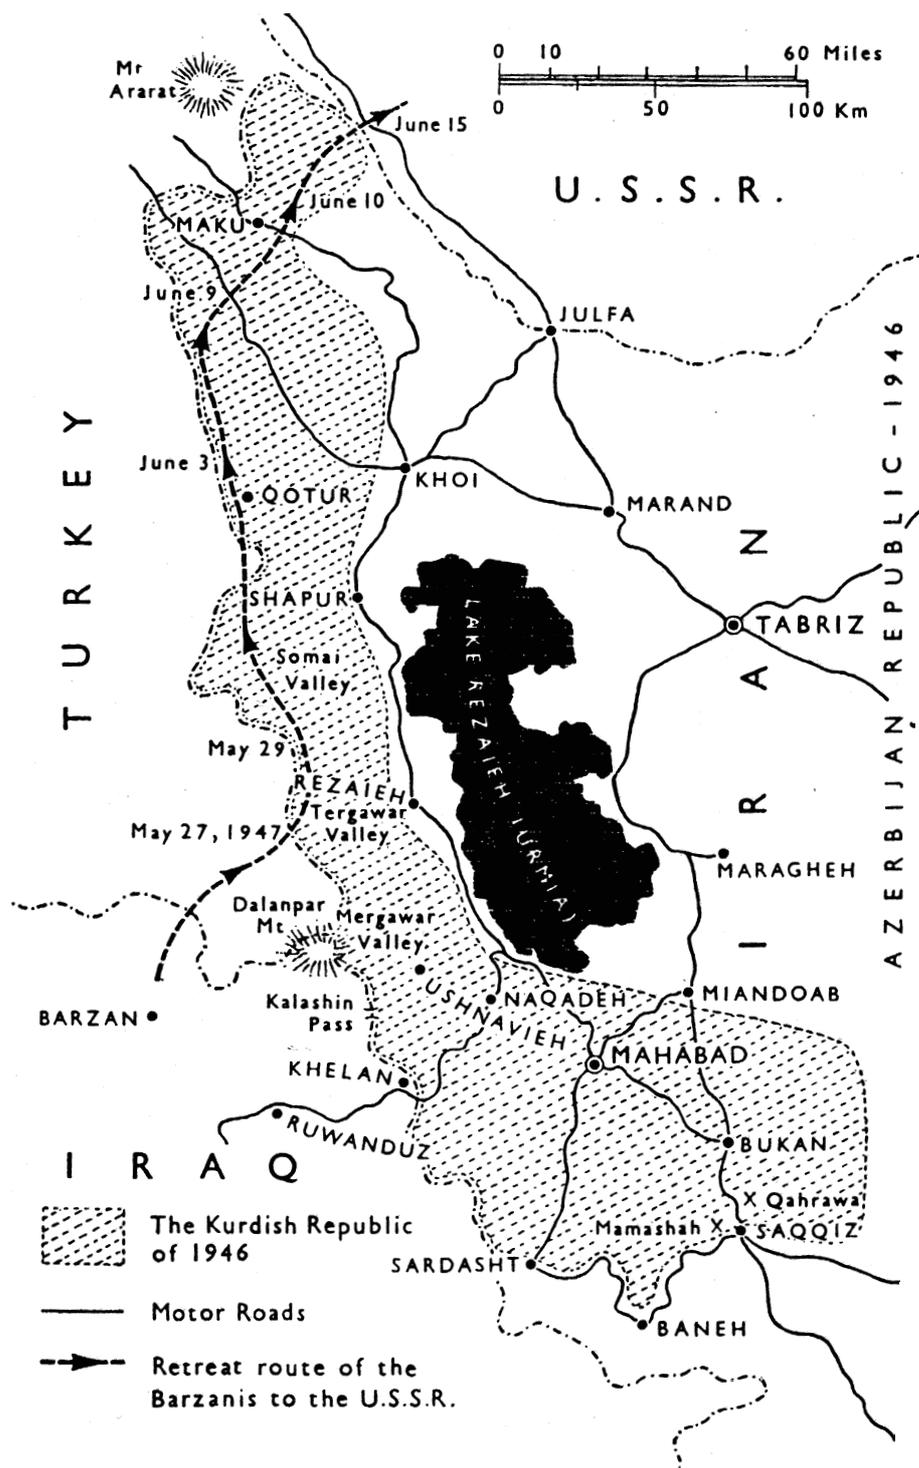 0 10 60 Miles
0 50 100 Km
Mt
Ararat
June 15
U.S.S.R.
June 10
MAKU
June 9
JULFA
TURKEY
AZERBIJAN REPUBLIC-1946
June 3
KHOI
QOTUR
MARAND
IRAN
SHAPUR
TABRIZ
LAKE REZAIEH (URMIA)
Somai
Valley
May 29
REZAIEH
Tergawar
Valley
May 27, 1947
MARAGHEH
Dalanpar
Mt
Mergawar
Valley
USHNAVIEH
NAQADEH
MIANDOAB
Kalashin
Pass
BARZAN
MAHABAD
KHELAN
RUWANDUZ
BUKAN
IRAQ
Qahrawa
Mamashah
SAQQIZ
The Kurdish Republic
of 1946
SARDASHT
Motor Roads
BANEH
Retreat route of the
Barzanis to the U.S.S.R.